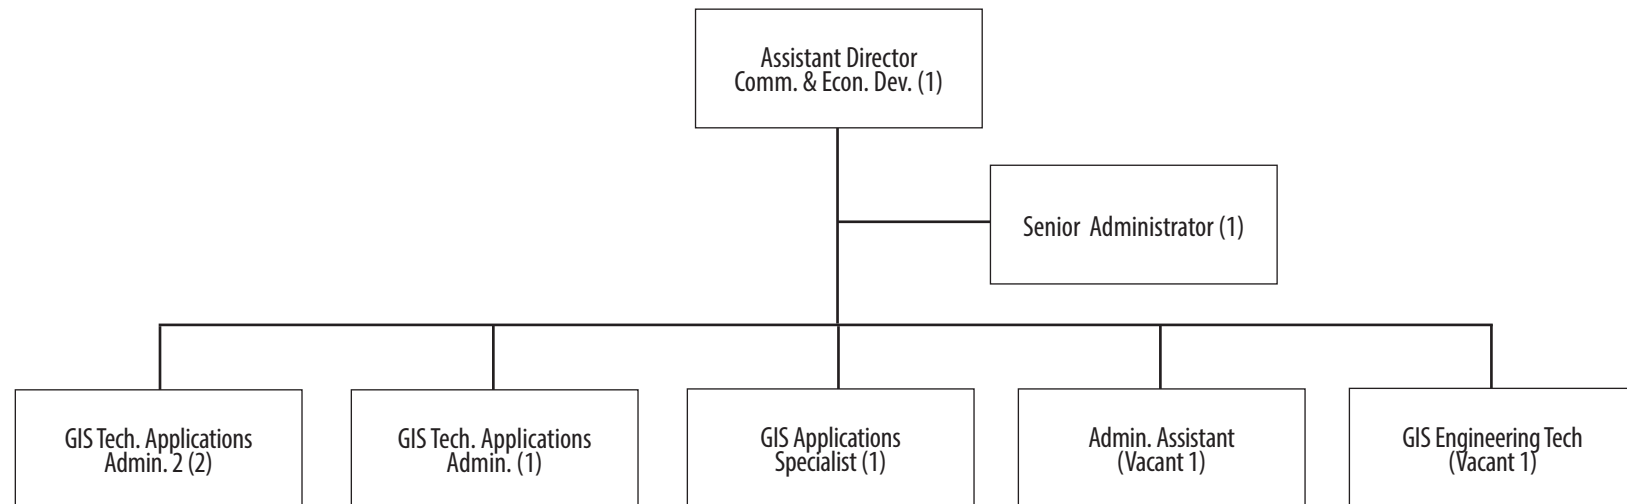 Assistant Director
Comm. & Econ. Dev. (1)
Senior Administrator (1)
GIS Tech. Applications
Admin. 2 (2)
GIS Tech. Applications
Admin. (1)
GIS Applications
Specialist (1)
Admin. Assistant
(Vacant 1)
GIS Engineering Tech
(Vacant 1)